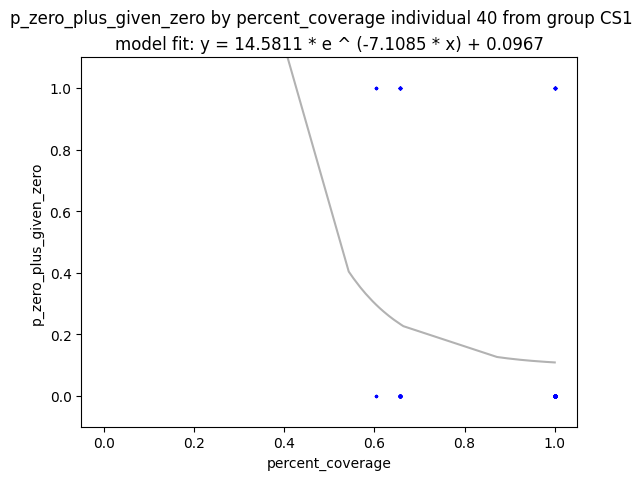 p_zero_plus_given_zero by percent_coverage individual 40 from group CS1
model fit: y = 14.5811 * e ^ (-7.1085 * x) + 0.0967
1.0
0.8
0.6
0.4
0.2
0.0
p_zero_plus_given_zero
0.0 0.2 0.4 0.6 0.8 1.0
percent_coverage